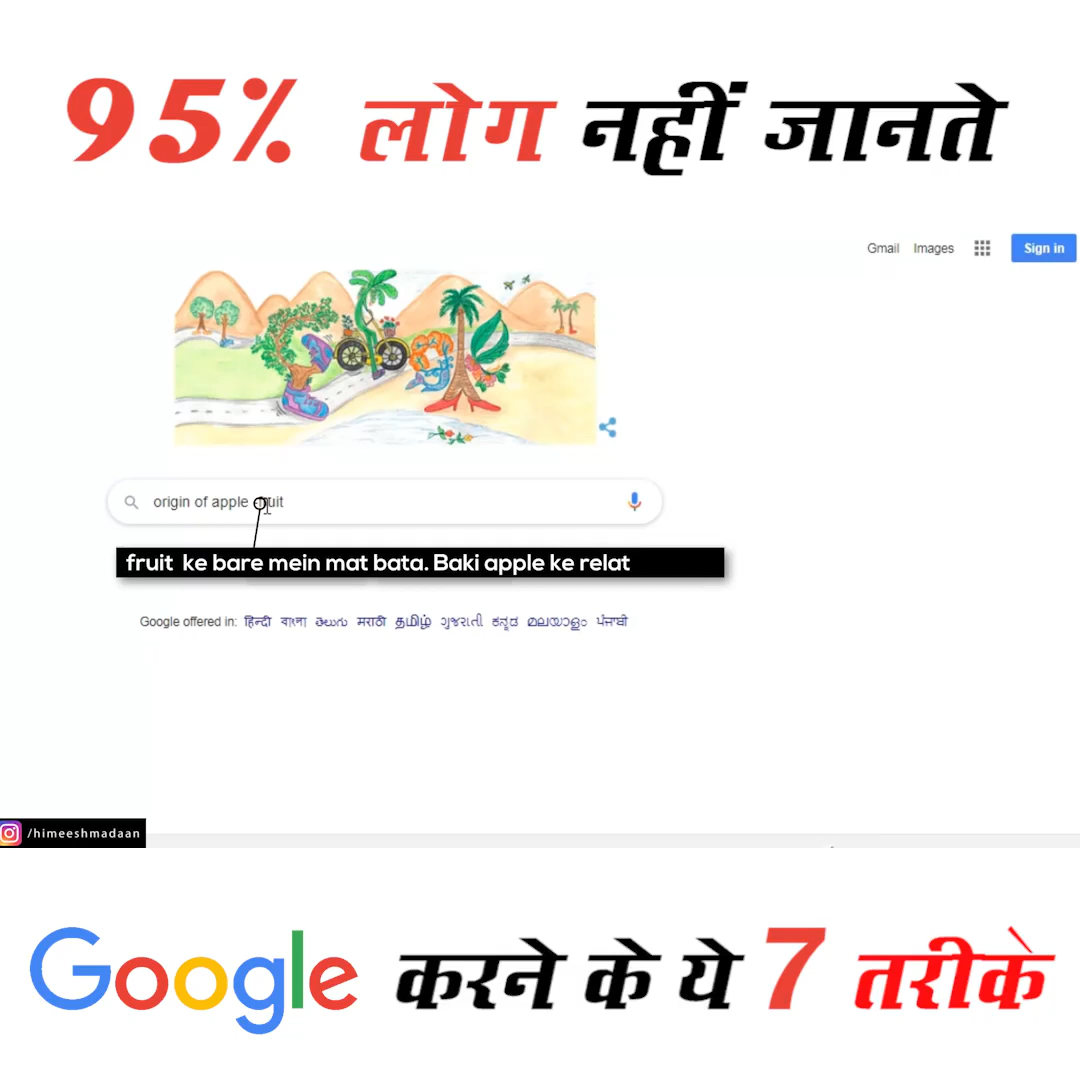 95% लोग नहीं जानते
Gmail Images Sign in
origin of apple -fruit
fruit ke bare mein mat bata. Baki apple ke relat
Google offered in: हिन्दी বাংলা తెలుగు मराठी தமிழ் ગુજરાતી ಕನ್ನಡ മലയാളം ਪੰਜਾਬੀ
/himeeshmadaan
Google करने के ये 7 तरीके